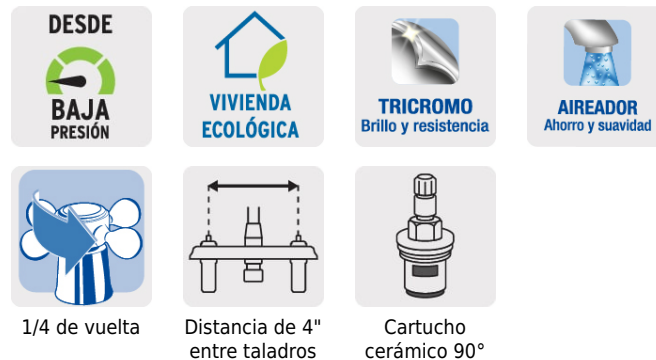 DESDE
BAJA
PRESIÓN
VIVIENDA
ECOLÓGICA
TRICROMO
Brillo y resistencia
AIREADOR
Ahorro y suavidad
1/4 de vuelta
Distancia de 4"
entre taladros
Cartucho
cerámico 90°